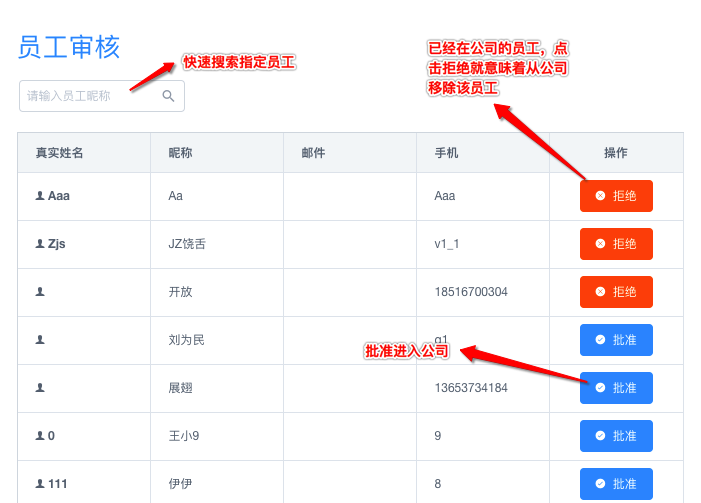 员工审核
快速搜索指定员工
已经在公司的员工，点
击拒绝就意味着从公司
移除该员工
请输入员工昵称
真实姓名 昵称 邮件 手机 操作
Aaa Aa Aaa 拒绝
Zjs JZ饶舌 v1_1 拒绝
开放 18516700304 拒绝
刘为民 g1 批准
批准进入公司
展翅 13653734184 批准
0 王小9 9 批准
111 伊伊 8 批准